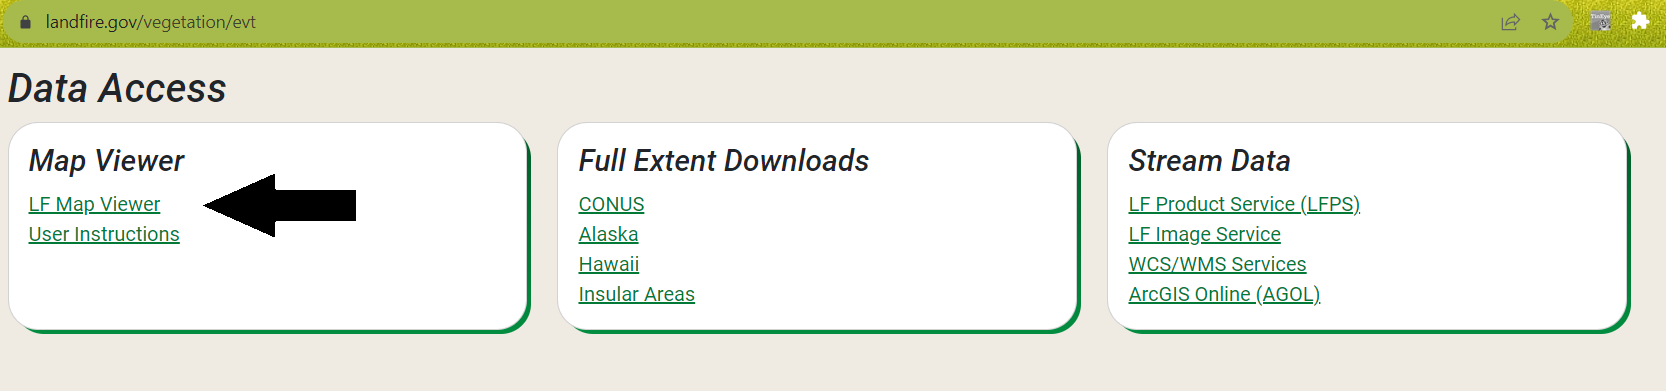 landfire.gov/vegetation/evt
Data Access
Map Viewer
LF Map Viewer
User Instructions
Full Extent Downloads
CONUS
Alaska
Hawaii
Insular Areas
Stream Data
LF Product Service (LFPS)
LF Image Service
WCS/WMS Services
ArcGIS Online (AGOL)